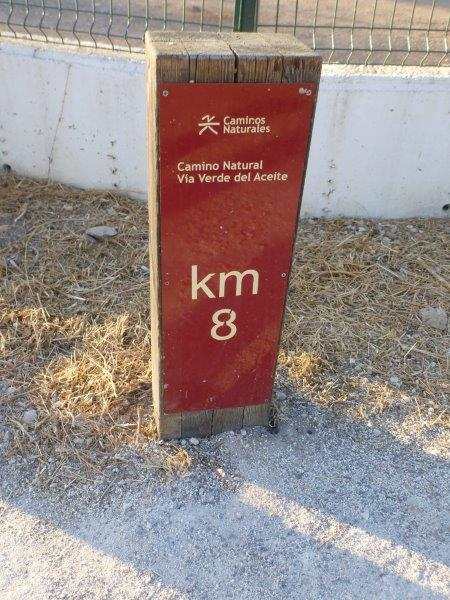 Caminos
Naturales
Camino Natural
Vía Verde del Aceite
km
8